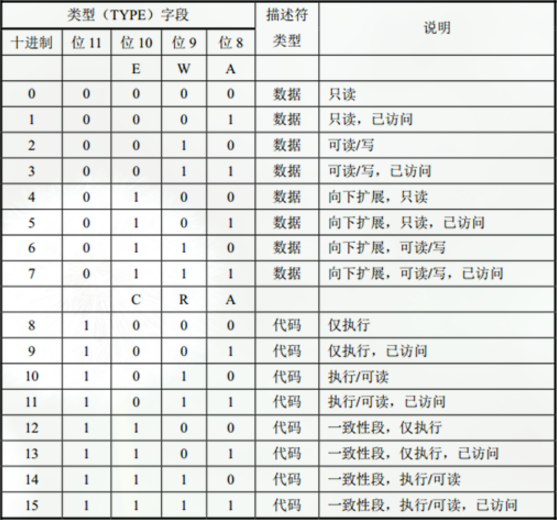 类型（TYPE）字段 描述符类型 说明
十进制 位 11 位 10 位 9 位 8
E W A
0 0 0 0 0 数据 只读
1 0 0 0 1 数据 只读，已访问
2 0 0 1 0 数据 可读/写
3 0 0 1 1 数据 可读/写，已访问
4 0 1 0 0 数据 向下扩展，只读
5 0 1 0 1 数据 向下扩展，只读，已访问
6 0 1 1 0 数据 向下扩展，可读/写
7 0 1 1 1 数据 向下扩展，可读/写，已访问
C R A
8 1 0 0 0 代码 仅执行
9 1 0 0 1 代码 仅执行，已访问
10 1 0 1 0 代码 执行/可读
11 1 0 1 1 代码 执行/可读，已访问
12 1 1 0 0 代码 一致性段，仅执行
13 1 1 0 1 代码 一致性段，仅执行，已访问
14 1 1 1 0 代码 一致性段，执行/可读
15 1 1 1 1 代码 一致性段，执行/可读，已访问